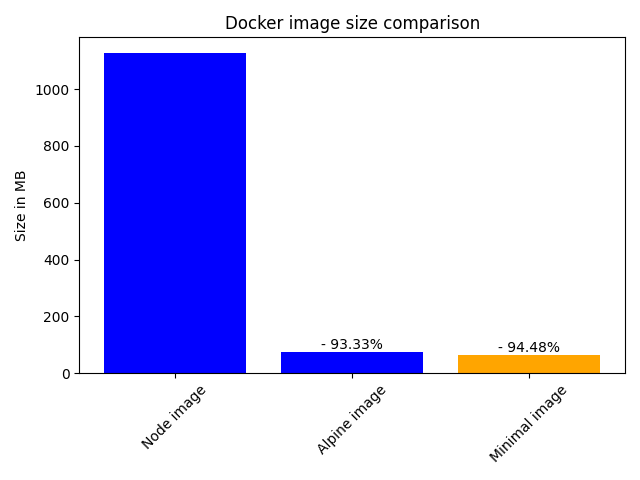 Docker image size comparison
Size in MB
1000
800
600
400
200
0
- 93.33%
- 94.48%
Node image
Alpine image
Minimal image